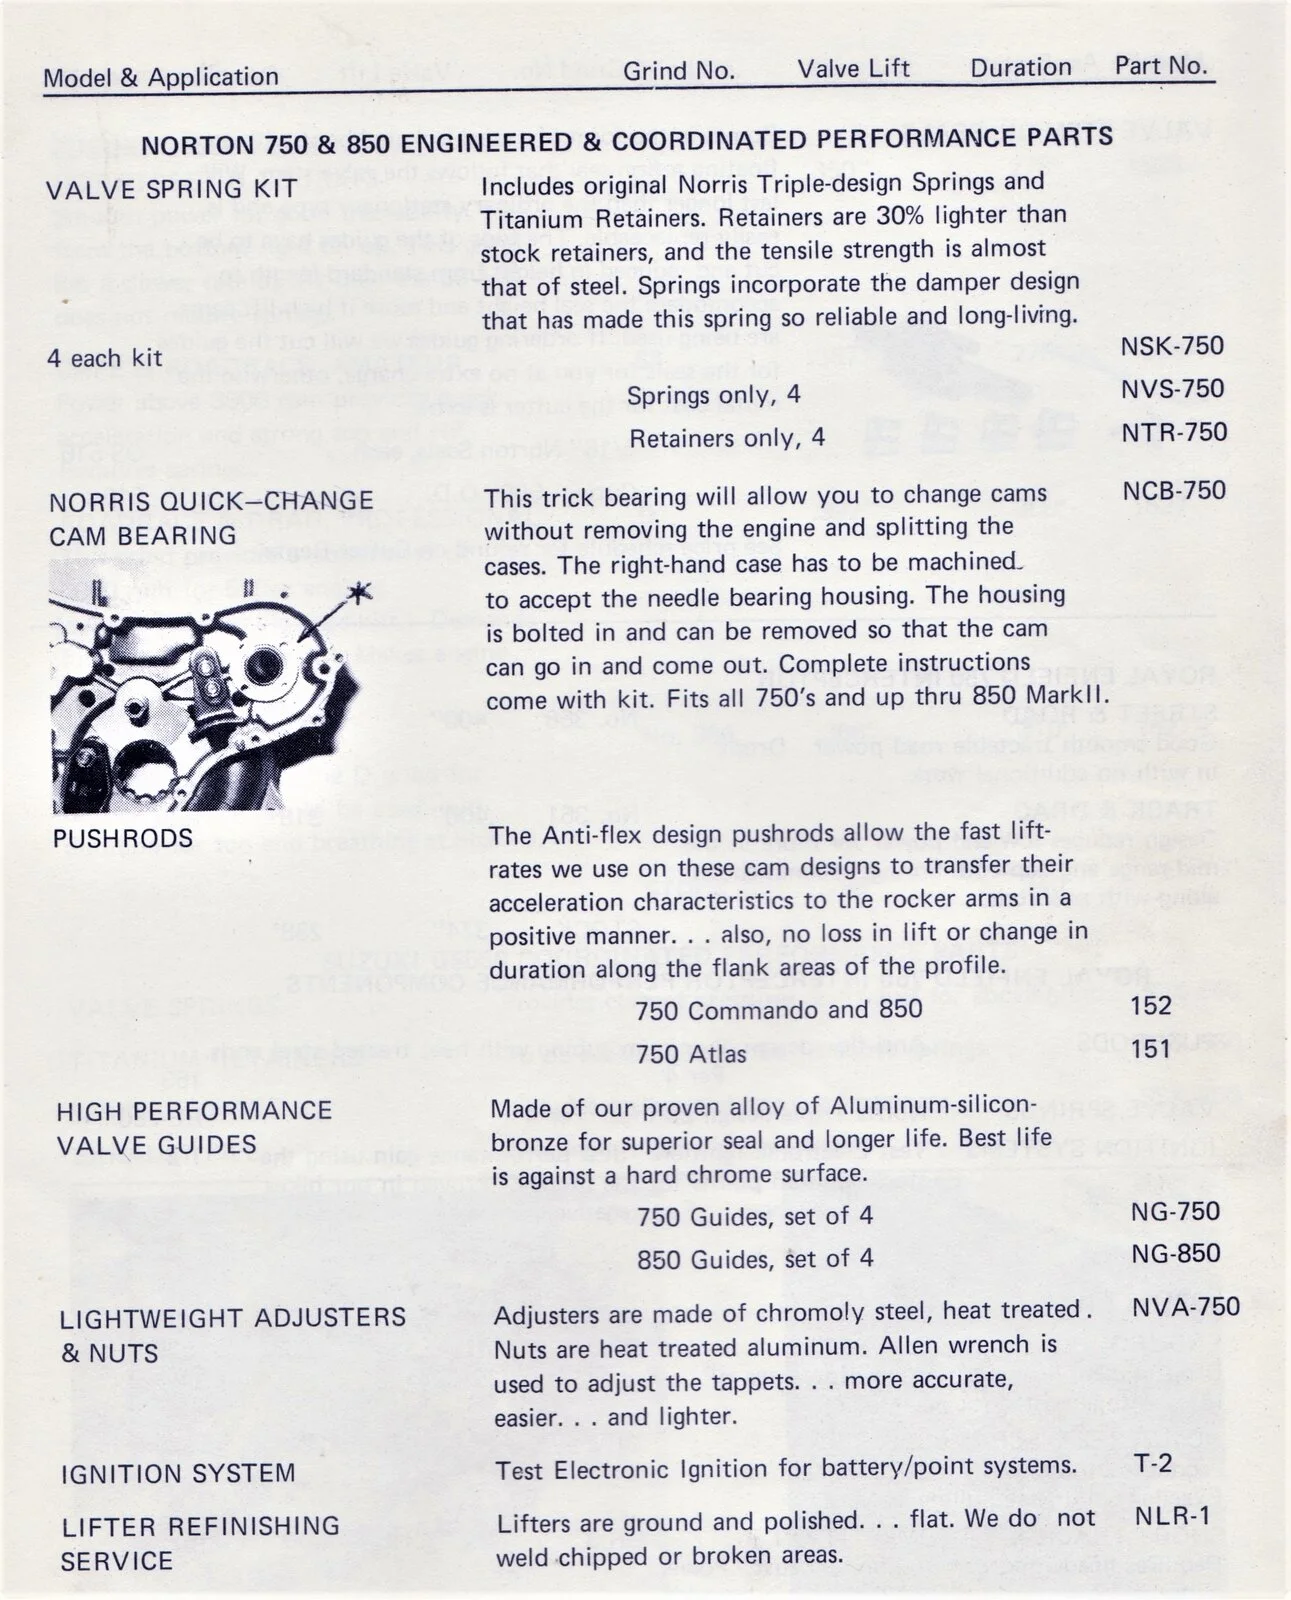 Model & Application Grind No. Valve Lift Duration Part No.
NORTON 750 & 850 ENGINEERED & COORDINATED PERFORMANCE PARTS
VALVE SPRING KIT Includes original Norris Triple-design Springs and
Titanium Retainers. Retainers are 30% lighter than
stock retainers, and the tensile strength is almost
that of steel. Springs incorporate the damper design
that has made this spring so reliable and long-living.
4 each kit NSK-750
Springs only, 4 NVS-750
Retainers only, 4 NTR-750
NORRIS QUICK-CHANGE This trick bearing will allow you to change cams NCB-750
CAM BEARING without removing the engine and splitting the
cases. The right-hand case has to be machined
to accept the needle bearing housing. The housing
is bolted in and can be removed so that the cam
can go in and come out. Complete instructions
come with kit. Fits all 750's and up thru 850 MarkII.
PUSHRODS The Anti-flex design pushrods allow the fast lift-
rates we use on these cam designs to transfer their
acceleration characteristics to the rocker arms in a
positive manner. . . also, no loss in lift or change in
duration along the flank areas of the profile.
750 Commando and 850 152
750 Atlas 151
HIGH PERFORMANCE Made of our proven alloy of Aluminum-silicon-
VALVE GUIDES bronze for superior seal and longer life. Best life
is against a hard chrome surface.
750 Guides, set of 4 NG-750
850 Guides, set of 4 NG-850
LIGHTWEIGHT ADJUSTERS Adjusters are made of chromoly steel, heat treated. NVA-750
& NUTS Nuts are heat treated aluminum. Allen wrench is
used to adjust the tappets. . . more accurate,
easier. . . and lighter.
IGNITION SYSTEM Test Electronic Ignition for battery/point systems. T-2
LIFTER REFINISHING Lifters are ground and polished. . . flat. We do not NLR-1
SERVICE weld chipped or broken areas.